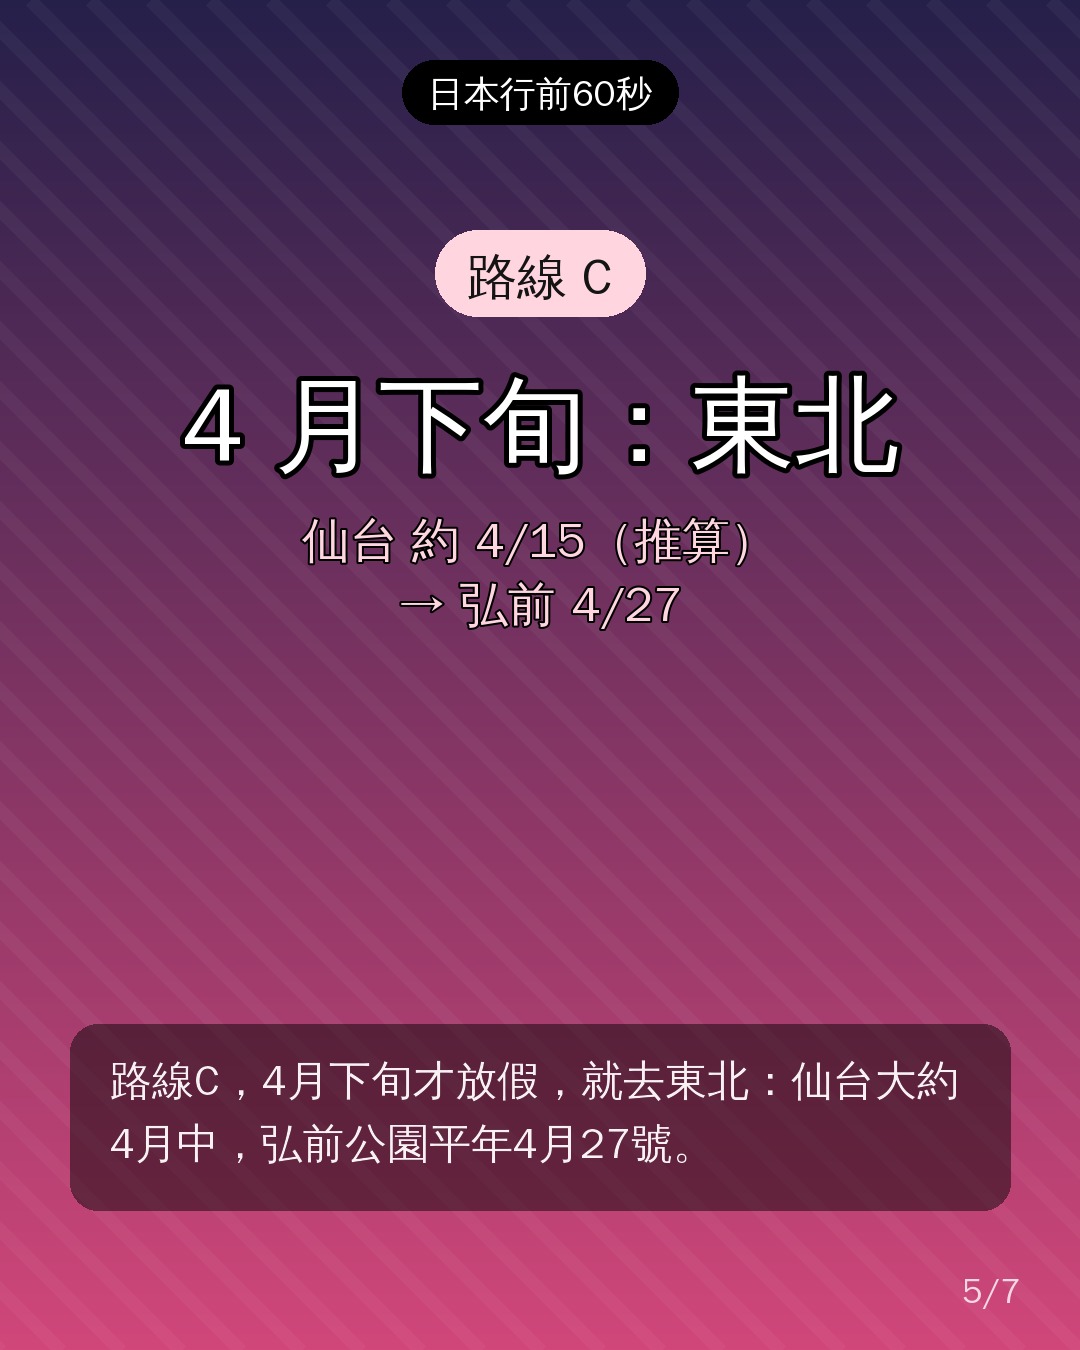 日本行前60秒
路線 C
4 月下旬：東北
仙台 約 4/15（推算）
→ 弘前 4/27
路線C，4月下旬才放假，就去東北：仙台大約
4月中，弘前公園平年4月27號。
5/7